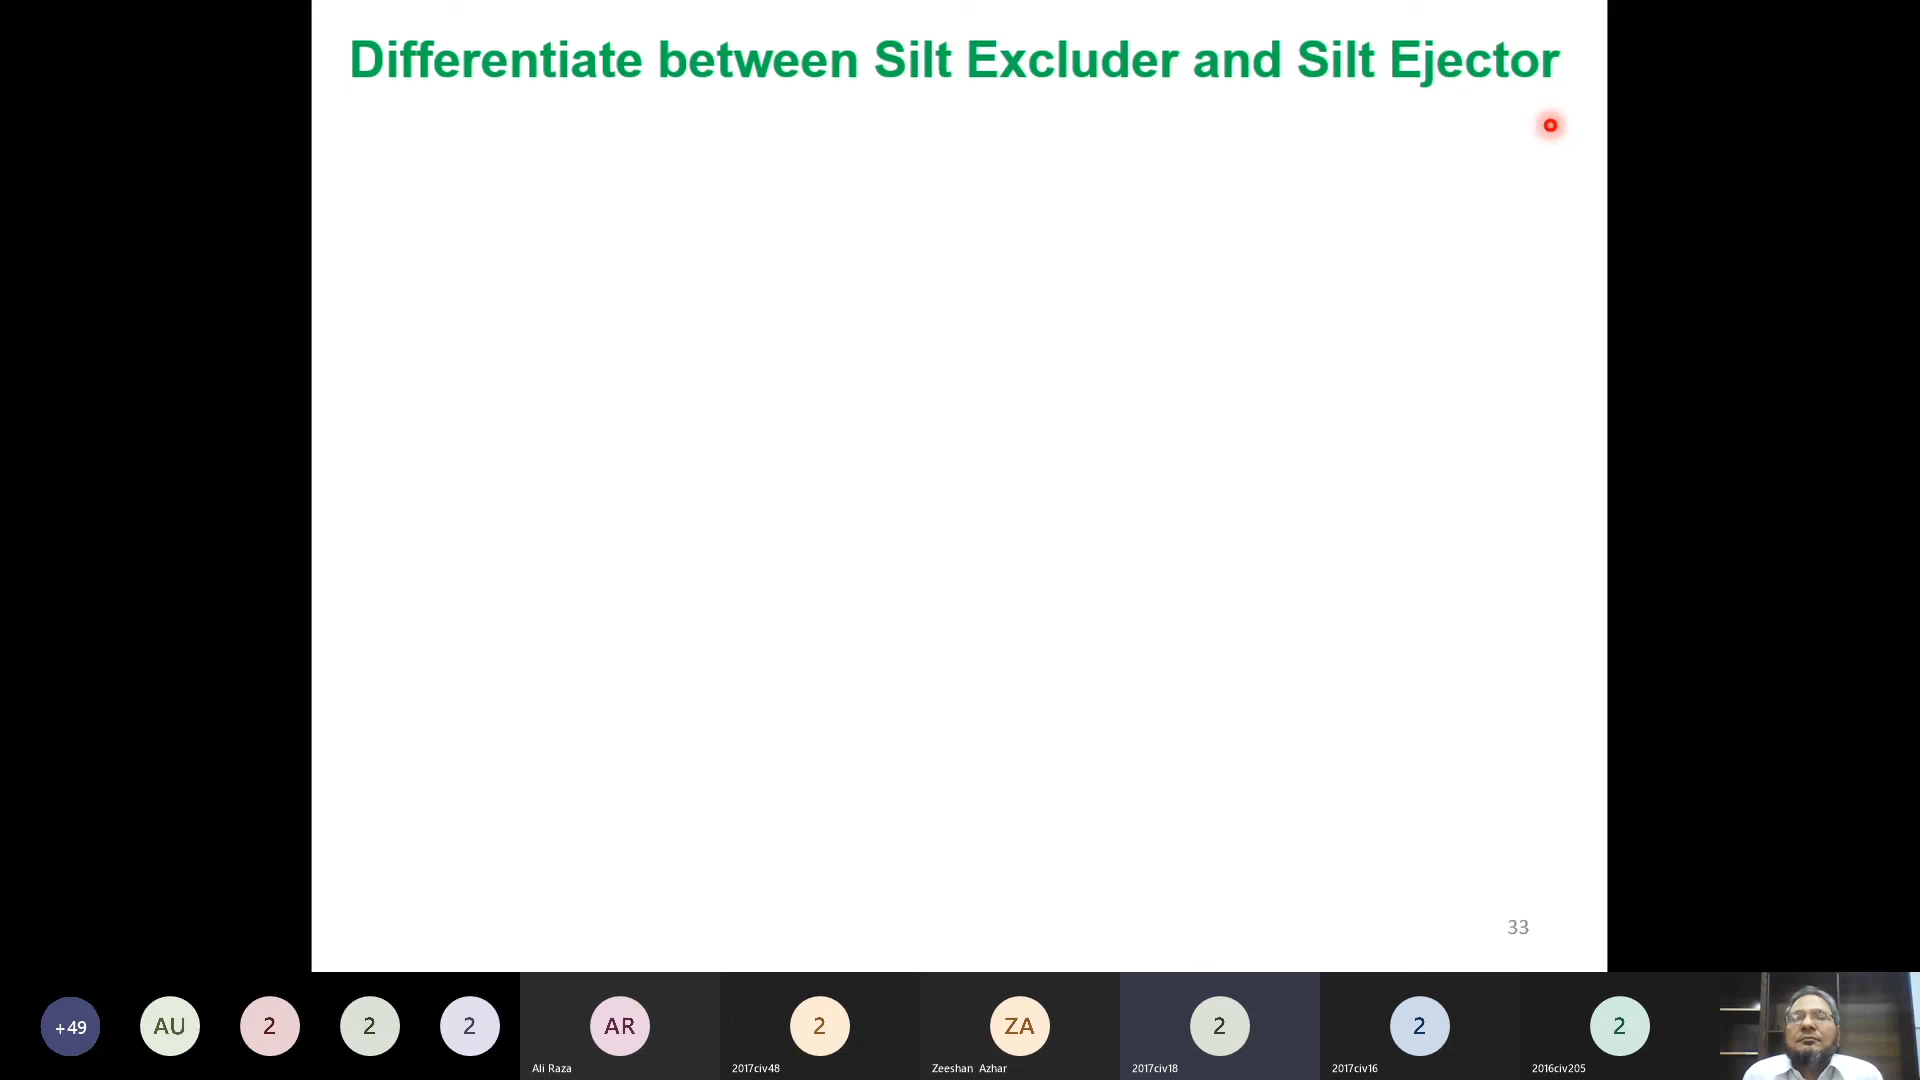 Differentiate between Silt Excluder and Silt Ejector
33
+49
AU
2
2
2
AR
2
ZA
2
2
2
Ali Raza
2017civ48
Zeeshan Azhar
2017civ18
2017civ16
2016civ205